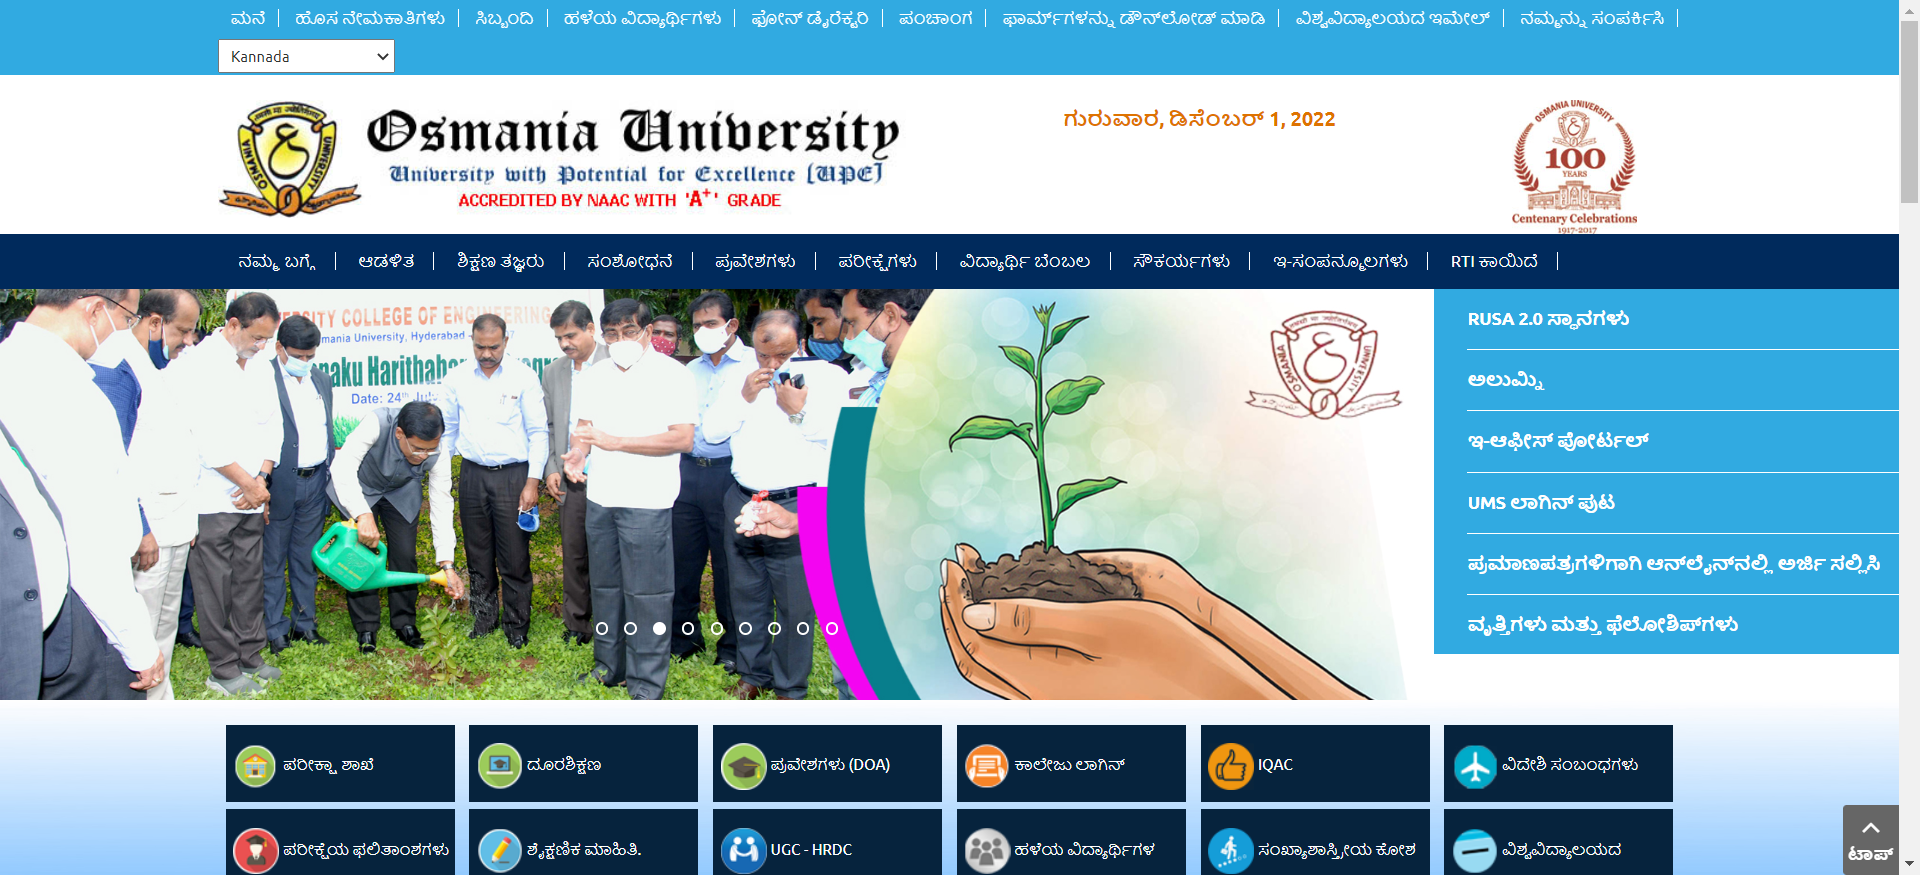 ಮನೆ ಹೊಸ ನೇಮಕಾತಿಗಳು ಸಿಬ್ಬಂದಿ ಹಳೆಯ ವಿದ್ಯಾರ್ಥಿಗಳು ಫೋನ್ ಡೈರೆಕ್ಟರಿ ಪಂಚಾಂಗ ಫಾರ್ಮ್‌ಗಳನ್ನು ಡೌನ್‌ಲೋಡ್ ಮಾಡಿ ವಿಶ್ವವಿದ್ಯಾಲಯದ ಇಮೇಲ್ ನಮ್ಮನ್ನು ಸಂಪರ್ಕಿಸಿ
Kannada
Osmania University
University with Potential for Excellence [UPE]
ACCREDITED BY NAAC WITH 'A+' GRADE
OSMANIA UNIVERSITY
ಗುರುವಾರ, ಡಿಸೆಂಬರ್ 1, 2022
OSMANIA UNIVERSITY
100
YEARS
Centenary Celebrations
1917-2017
ನಮ್ಮ ಬಗ್ಗೆ ಆಡಳಿತ ಶಿಕ್ಷಣ ತಜ್ಞರು ಸಂಶೋಧನೆ ಪ್ರವೇಶಗಳು ಪರೀಕ್ಷೆಗಳು ವಿದ್ಯಾರ್ಥಿ ಬೆಂಬಲ ಸೌಕರ್ಯಗಳು ಇ-ಸಂಪನ್ಮೂಲಗಳು RTI ಕಾಯಿದೆ
ERSITY COLLEGE OF ENGINEERING
mania University, Hyderabad
naku Haritha
Date: 24th
OSMANIA UNIVERSITY
RUSA 2.0 ಸ್ಥಾನಗಳು
ಅಲುಮ್ನಿ
ಇ-ಆಫೀಸ್ ಪೋರ್ಟಲ್
UMS ಲಾಗಿನ್ ಪುಟ
ಪ್ರಮಾಣಪತ್ರಗಳಿಗಾಗಿ ಆನ್‌ಲೈನ್‌ನಲ್ಲಿ ಅರ್ಜಿ ಸಲ್ಲಿಸಿ
ವೃತ್ತಿಗಳು ಮತ್ತು ಫೆಲೋಶಿಪ್‌ಗಳು
ಪರೀಕ್ಷಾ ಶಾಖೆ ದೂರಶಿಕ್ಷಣ ಪ್ರವೇಶಗಳು (DOA) ಕಾಲೇಜು ಲಾಗಿನ್ IQAC ವಿದೇಶಿ ಸಂಬಂಧಗಳು
ಪರೀಕ್ಷೆಯ ಫಲಿತಾಂಶಗಳು ಶೈಕ್ಷಣಿಕ ಮಾಹಿತಿ. UGC - HRDC ಹಳೆಯ ವಿದ್ಯಾರ್ಥಿಗಳ ಸಂಖ್ಯಾಶಾಸ್ತ್ರೀಯ ಕೋಶ ವಿಶ್ವವಿದ್ಯಾಲಯದ
ಟಾಪ್